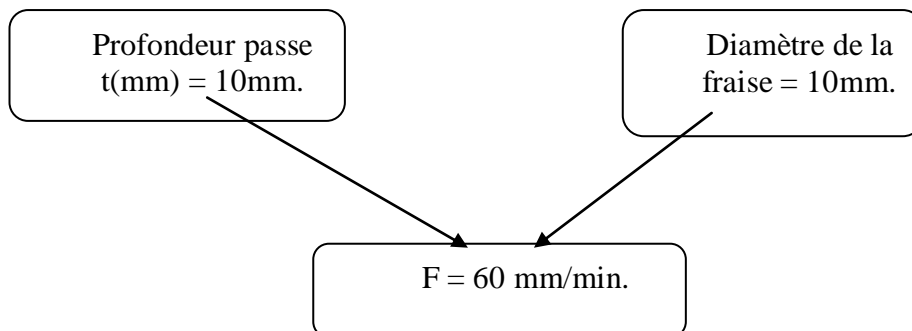 Profondeur passe
t(mm) = 10mm.
Diamètre de la
fraise = 10mm.
F = 60 mm/min.